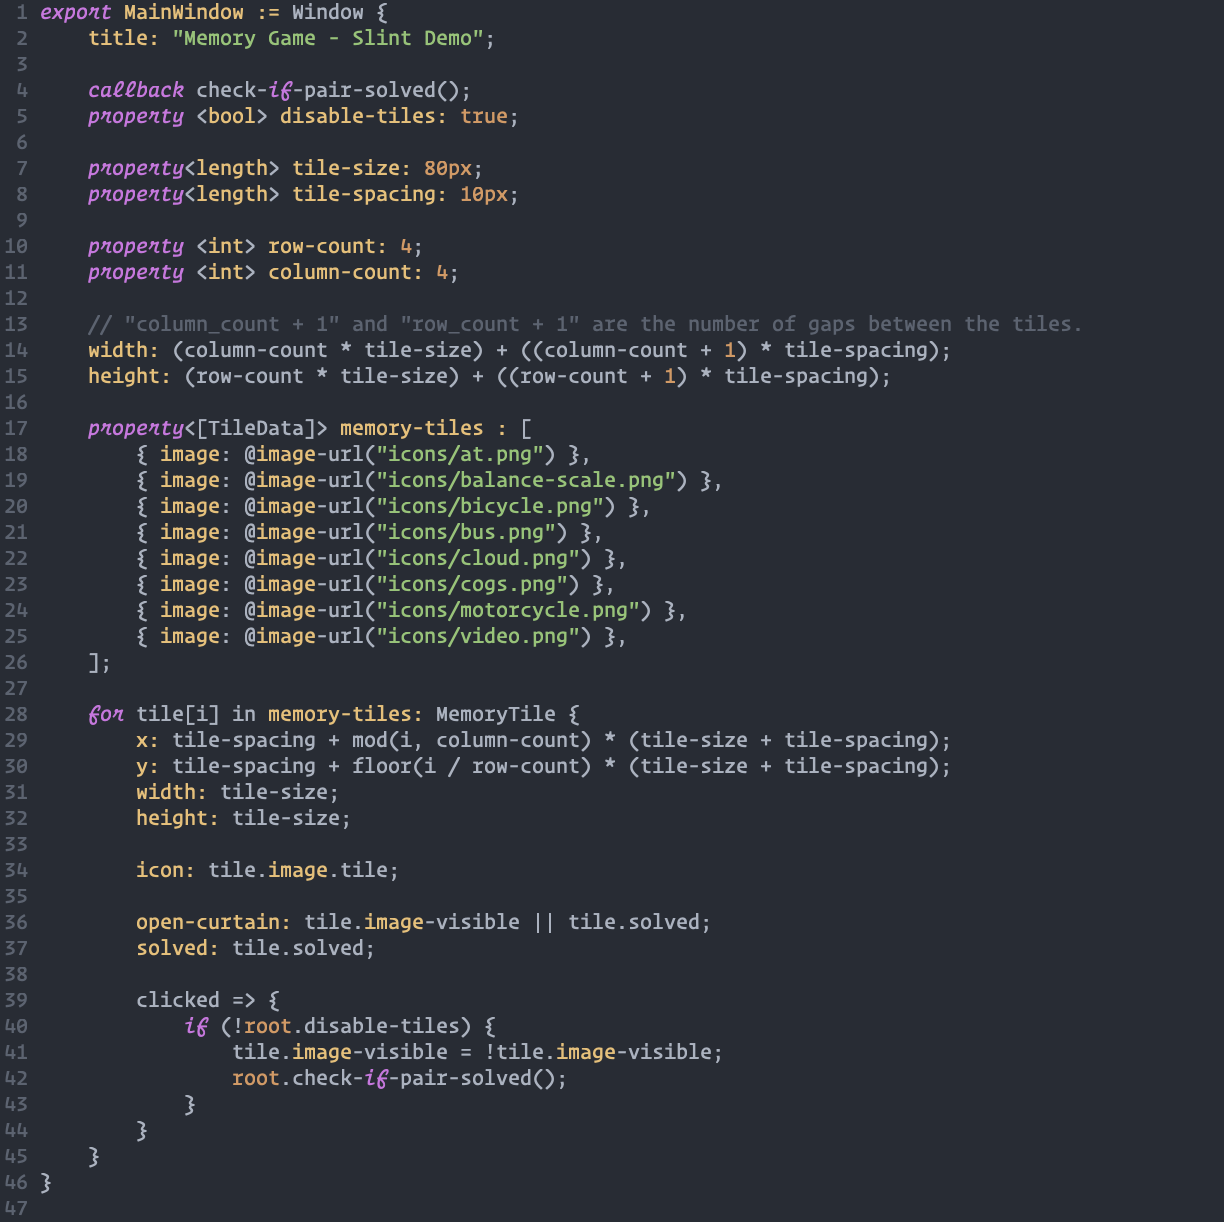 1 export MainWindow := Window {
2     title: "Memory Game - Slint Demo";
3
4     callback check-if-pair-solved();
5     property <bool> disable-tiles: true;
6
7     property<length> tile-size: 80px;
8     property<length> tile-spacing: 10px;
9
10     property <int> row-count: 4;
11     property <int> column-count: 4;
12
13     // "column_count + 1" and "row_count + 1" are the number of gaps between the tiles.
14     width: (column-count * tile-size) + ((column-count + 1) * tile-spacing);
15     height: (row-count * tile-size) + ((row-count + 1) * tile-spacing);
16
17     property<[TileData]> memory-tiles : [
18         { image: @image-url("icons/at.png") },
19         { image: @image-url("icons/balance-scale.png") },
20         { image: @image-url("icons/bicycle.png") },
21         { image: @image-url("icons/bus.png") },
22         { image: @image-url("icons/cloud.png") },
23         { image: @image-url("icons/cogs.png") },
24         { image: @image-url("icons/motorcycle.png") },
25         { image: @image-url("icons/video.png") },
26     ];
27
28     for tile[i] in memory-tiles: MemoryTile {
29         x: tile-spacing + mod(i, column-count) * (tile-size + tile-spacing);
30         y: tile-spacing + floor(i / row-count) * (tile-size + tile-spacing);
31         width: tile-size;
32         height: tile-size;
33
34         icon: tile.image.tile;
35
36         open-curtain: tile.image-visible || tile.solved;
37         solved: tile.solved;
38
39         clicked => {
40             if (!root.disable-tiles) {
41                 tile.image-visible = !tile.image-visible;
42                 root.check-if-pair-solved();
43             }
44         }
45     }
46 }
47